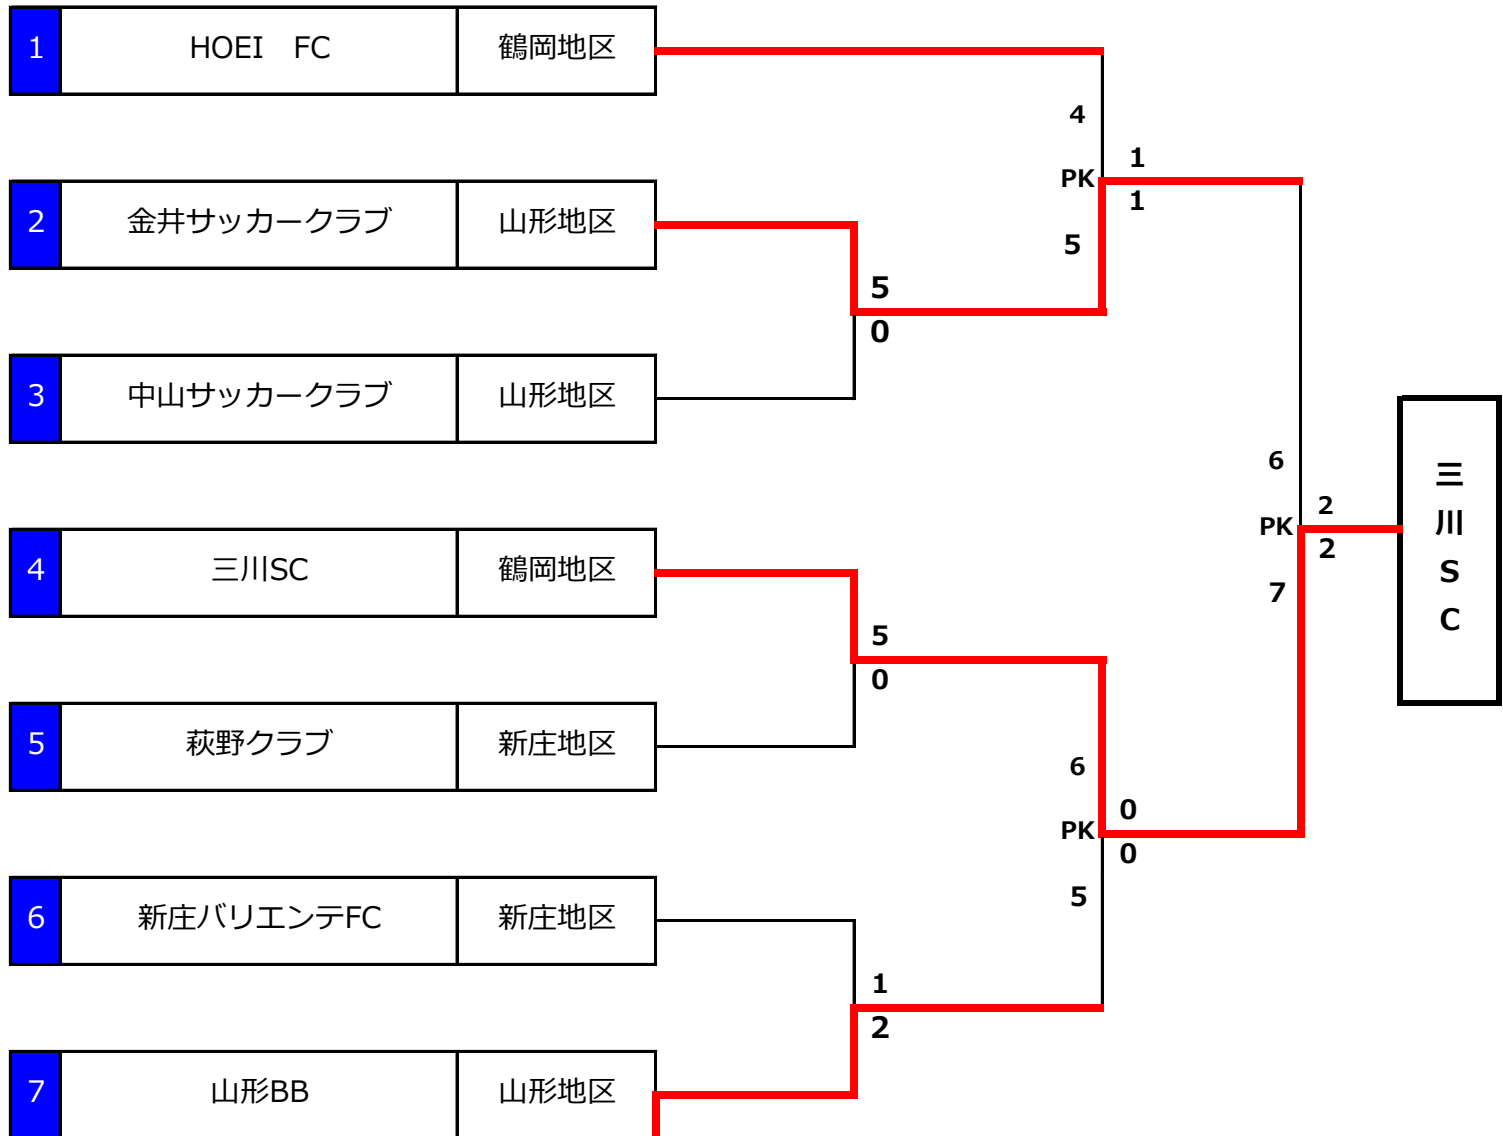 1 HOEI　FC 鶴岡地区
4
PK
1
1
5
2 金井サッカークラブ 山形地区
5
0
3 中山サッカークラブ 山形地区
4 三川SC 鶴岡地区
5
0
5 萩野クラブ 新庄地区
6
PK
0
0
5
6 新庄バリエンテFC 新庄地区
1
2
7 山形BB 山形地区
6
PK
2
2
7
三
川
S
C